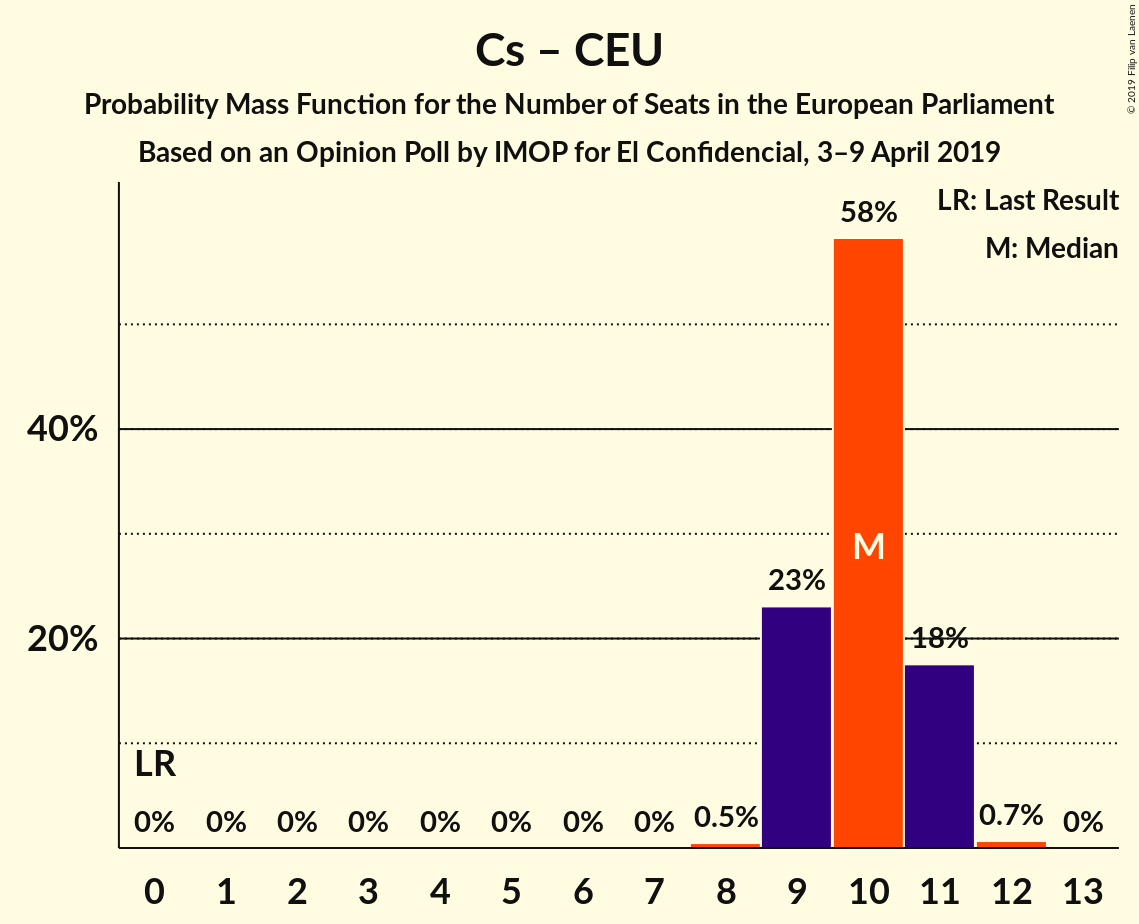 Cs – CEU
Probability Mass Function for the Number of Seats in the European Parliament
Based on an Opinion Poll by IMOP for El Confidencial, 3–9 April 2019
© 2019 Filip van Laenen
LR: Last Result
M: Median
58%
40%
M
23%
20%
18%
LR
0% 0% 0% 0% 0% 0% 0% 0% 0.5% 0.7% 0%
0 1 2 3 4 5 6 7 8 9 10 11 12 13